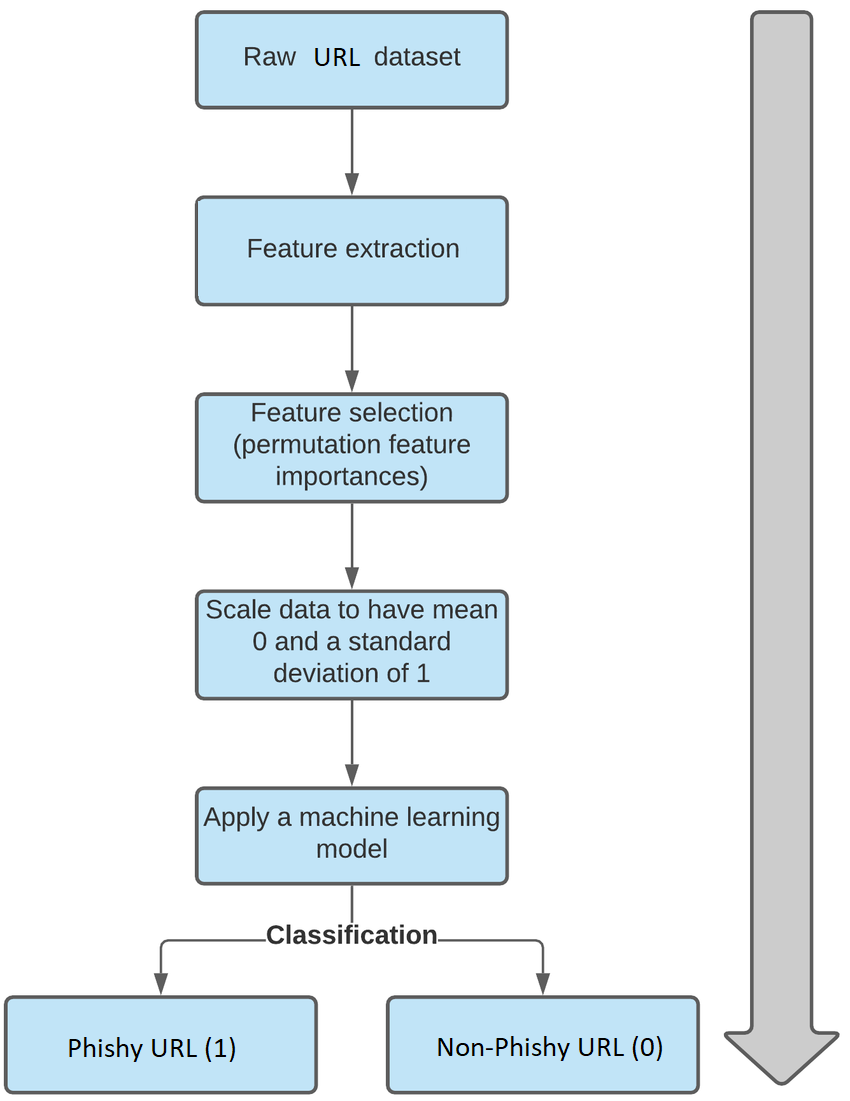 Raw URL dataset
Feature extraction
Feature selection
(permutation feature
importances)
Scale data to have mean
0 and a standard
deviation of 1
Apply a machine learning
model
Classification
Phishy URL (1)
Non-Phishy URL (0)